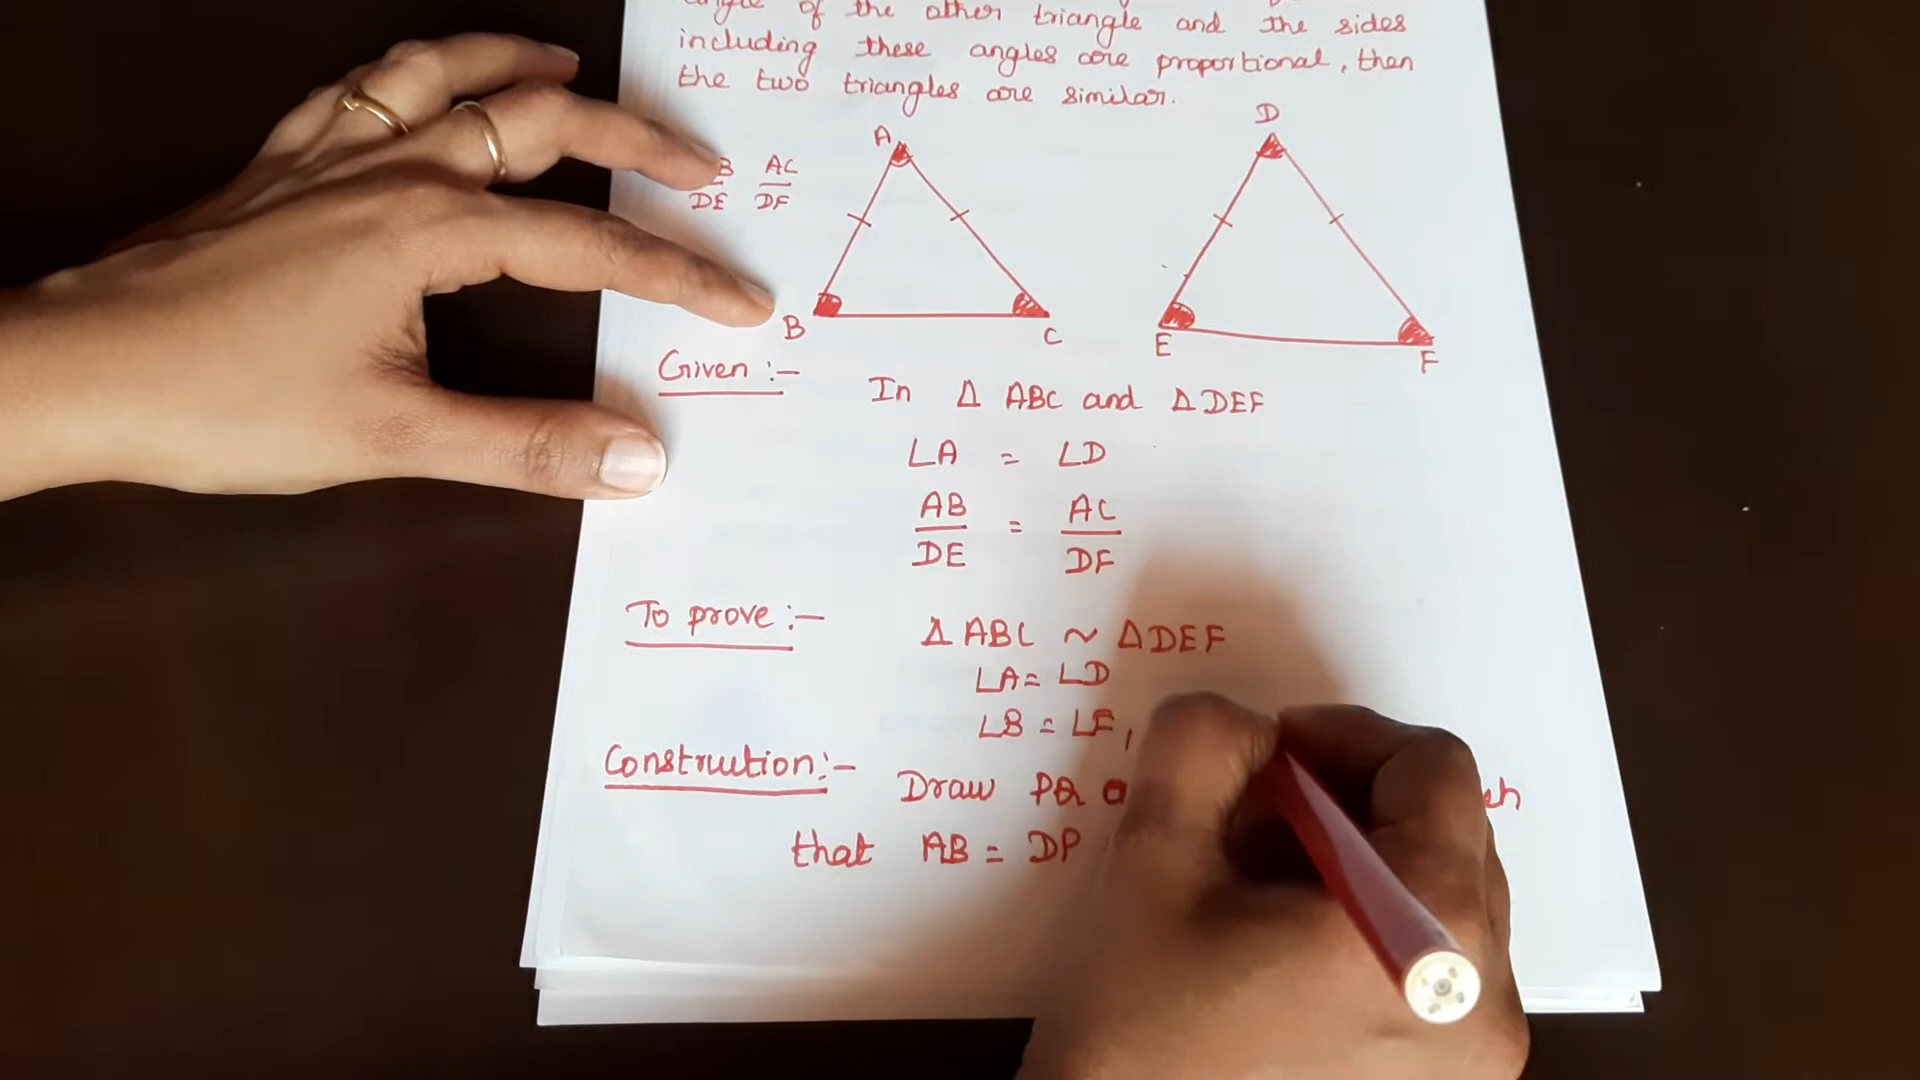 angle of the other triangle and the sides
including these angles are proportional, then
the two triangles are similar.
A
D
B AC
DE DF
B
C
E
F
Given :-
In Δ ABC and Δ DEF
∠A = ∠D
AB/DE = AC/DF
To prove :-
Δ ABC ~ Δ DEF
∠A = ∠D
∠B = ∠E,
Construction :- Draw PQ
that AB = DP